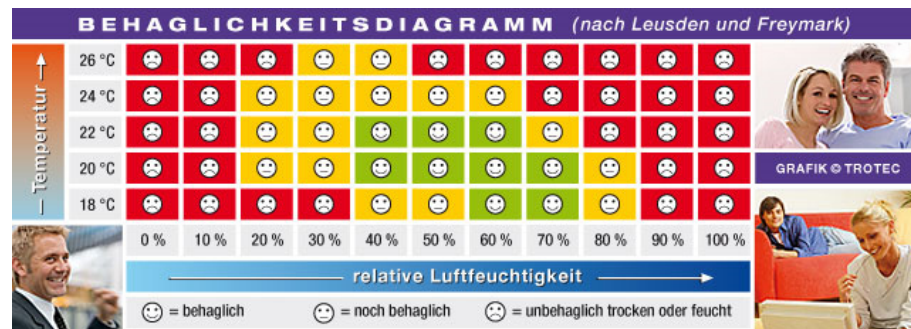 BEHAGLICHKEITSDIAGRAMM (nach Leusden und Freymark)
Temperatur
26 °C
24 °C
22 °C
20 °C
18 °C
GRAFIK © TROTEC
0 % 10 % 20 % 30 % 40 % 50 % 60 % 70 % 80 % 90 % 100 %
relative Luftfeuchtigkeit
= behaglich = noch behaglich = unbehaglich trocken oder feucht